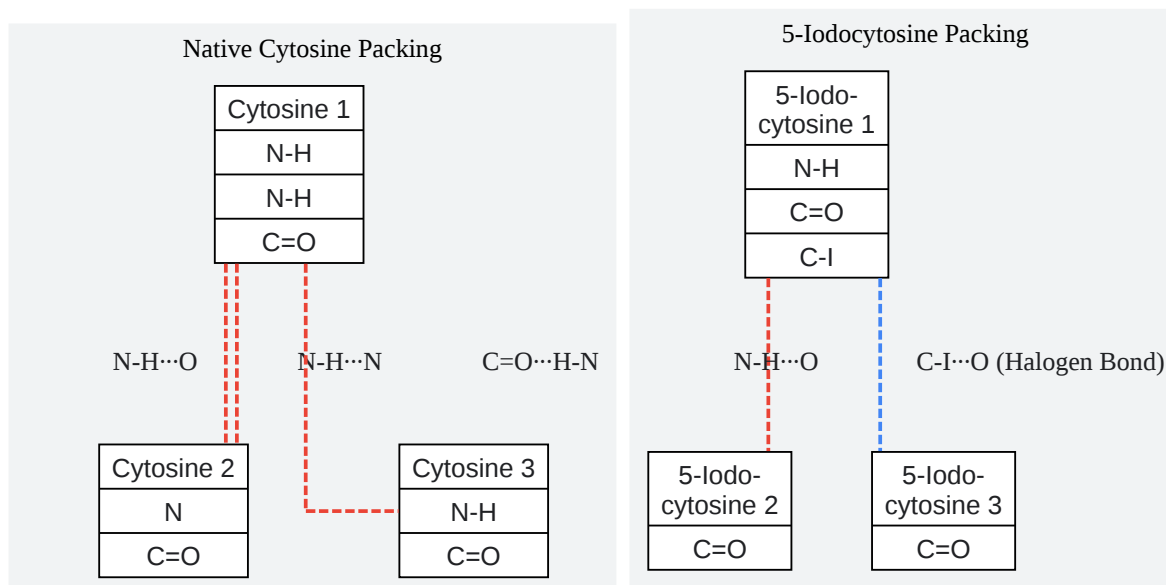 Native Cytosine Packing
Cytosine 1
N-H
N-H
C=O
N-H···O
N-H···N
C=O···H-N
Cytosine 2
N
C=O
Cytosine 3
N-H
C=O
5-Iodocytosine Packing
5-Iodo-
cytosine 1
N-H
C=O
C-I
N-H···O
C-I···O (Halogen Bond)
5-Iodo-
cytosine 2
C=O
5-Iodo-
cytosine 3
C=O